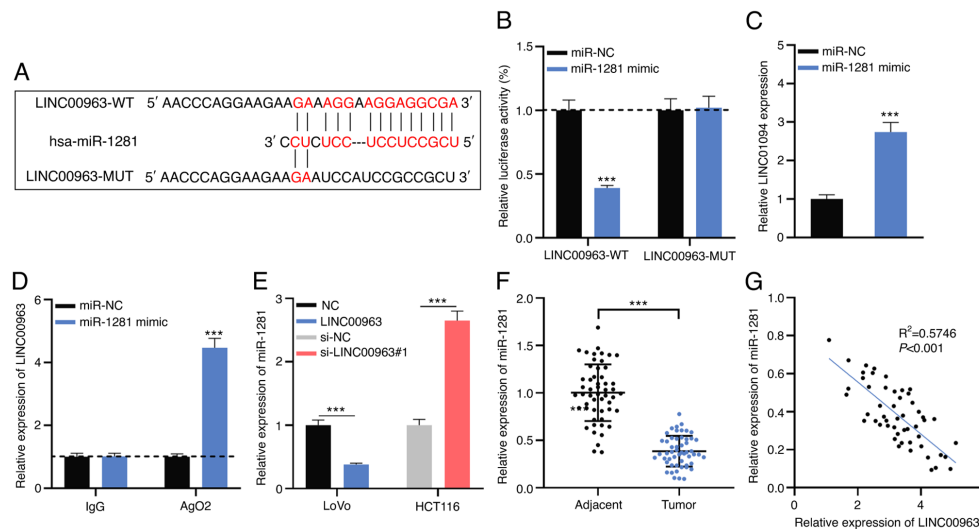 A
LINC00963-WT 5′ AACCCAGGAAGAAGAAAGGAAGGAGGCGA 3′
hsa-miR-1281 3′ CCUCUCC---UCCUCCGCU 5′
LINC00963-MUT 5′ AACCCAGGAAGAAGAAUCCAUCCGCCGCU 3′
B
miR-NC
miR-1281 mimic
Relative luciferase activity (%)
1.5
1.0
0.5
0.0
***
LINC00963-WT LINC00963-MUT
C
miR-NC
miR-1281 mimic
Relative LINC01094 expression
5
4
3
2
1
0
***
D
miR-NC
miR-1281 mimic
Relative expression of LINC00963
6
4
2
0
***
IgG AgO2
E
NC
LINC00963
si-NC
si-LINC00963#1
Relative expression of miR-1281
3
2
1
0
***
***
LoVo HCT116
F
Relative expression of miR-1281
2.0
1.5
1.0
0.5
0.0
***
***
Adjacent Tumor
G
Relative expression of miR-1281
1.0
0.8
0.6
0.4
0.2
0.0
R²=0.5746
P<0.001
0 2 4
Relative expression of LINC00963